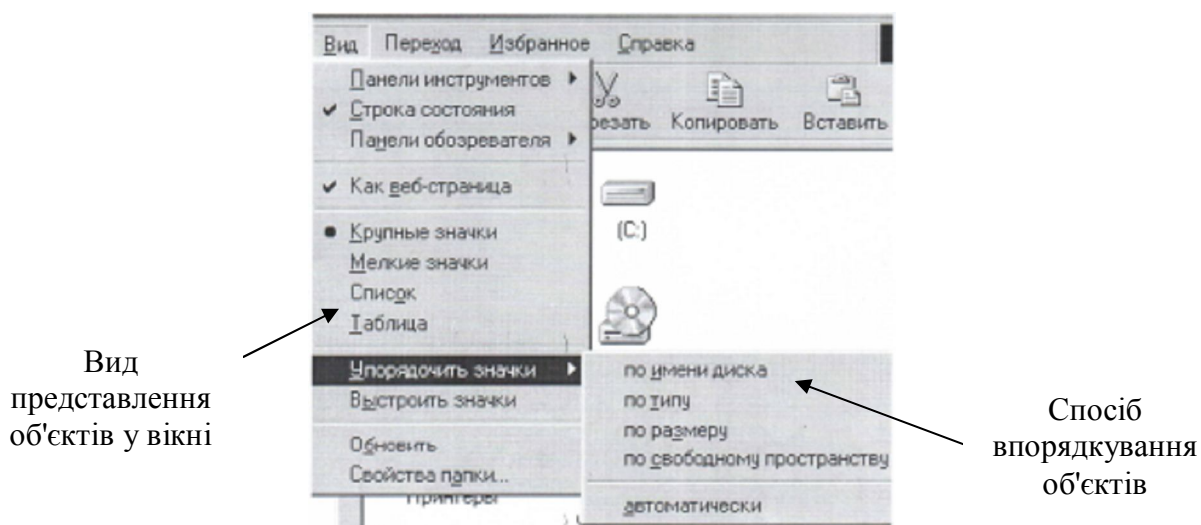 Вид Переход Избранное Справка
Панели инструментов
Строка состояния
Панели обозревателя
Как веб-страница
Крупные значки
Мелкие значки
Список
Таблица
Упорядочить значки
Выстроить значки
Обновить
Свойства папки...
Принтеры
резать Копировать Вставить
(C:)
по имени диска
по типу
по размеру
по свободному пространству
автоматически
Вид
представлення
об'єктів у вікні
Спосіб
впорядкування
об'єктів